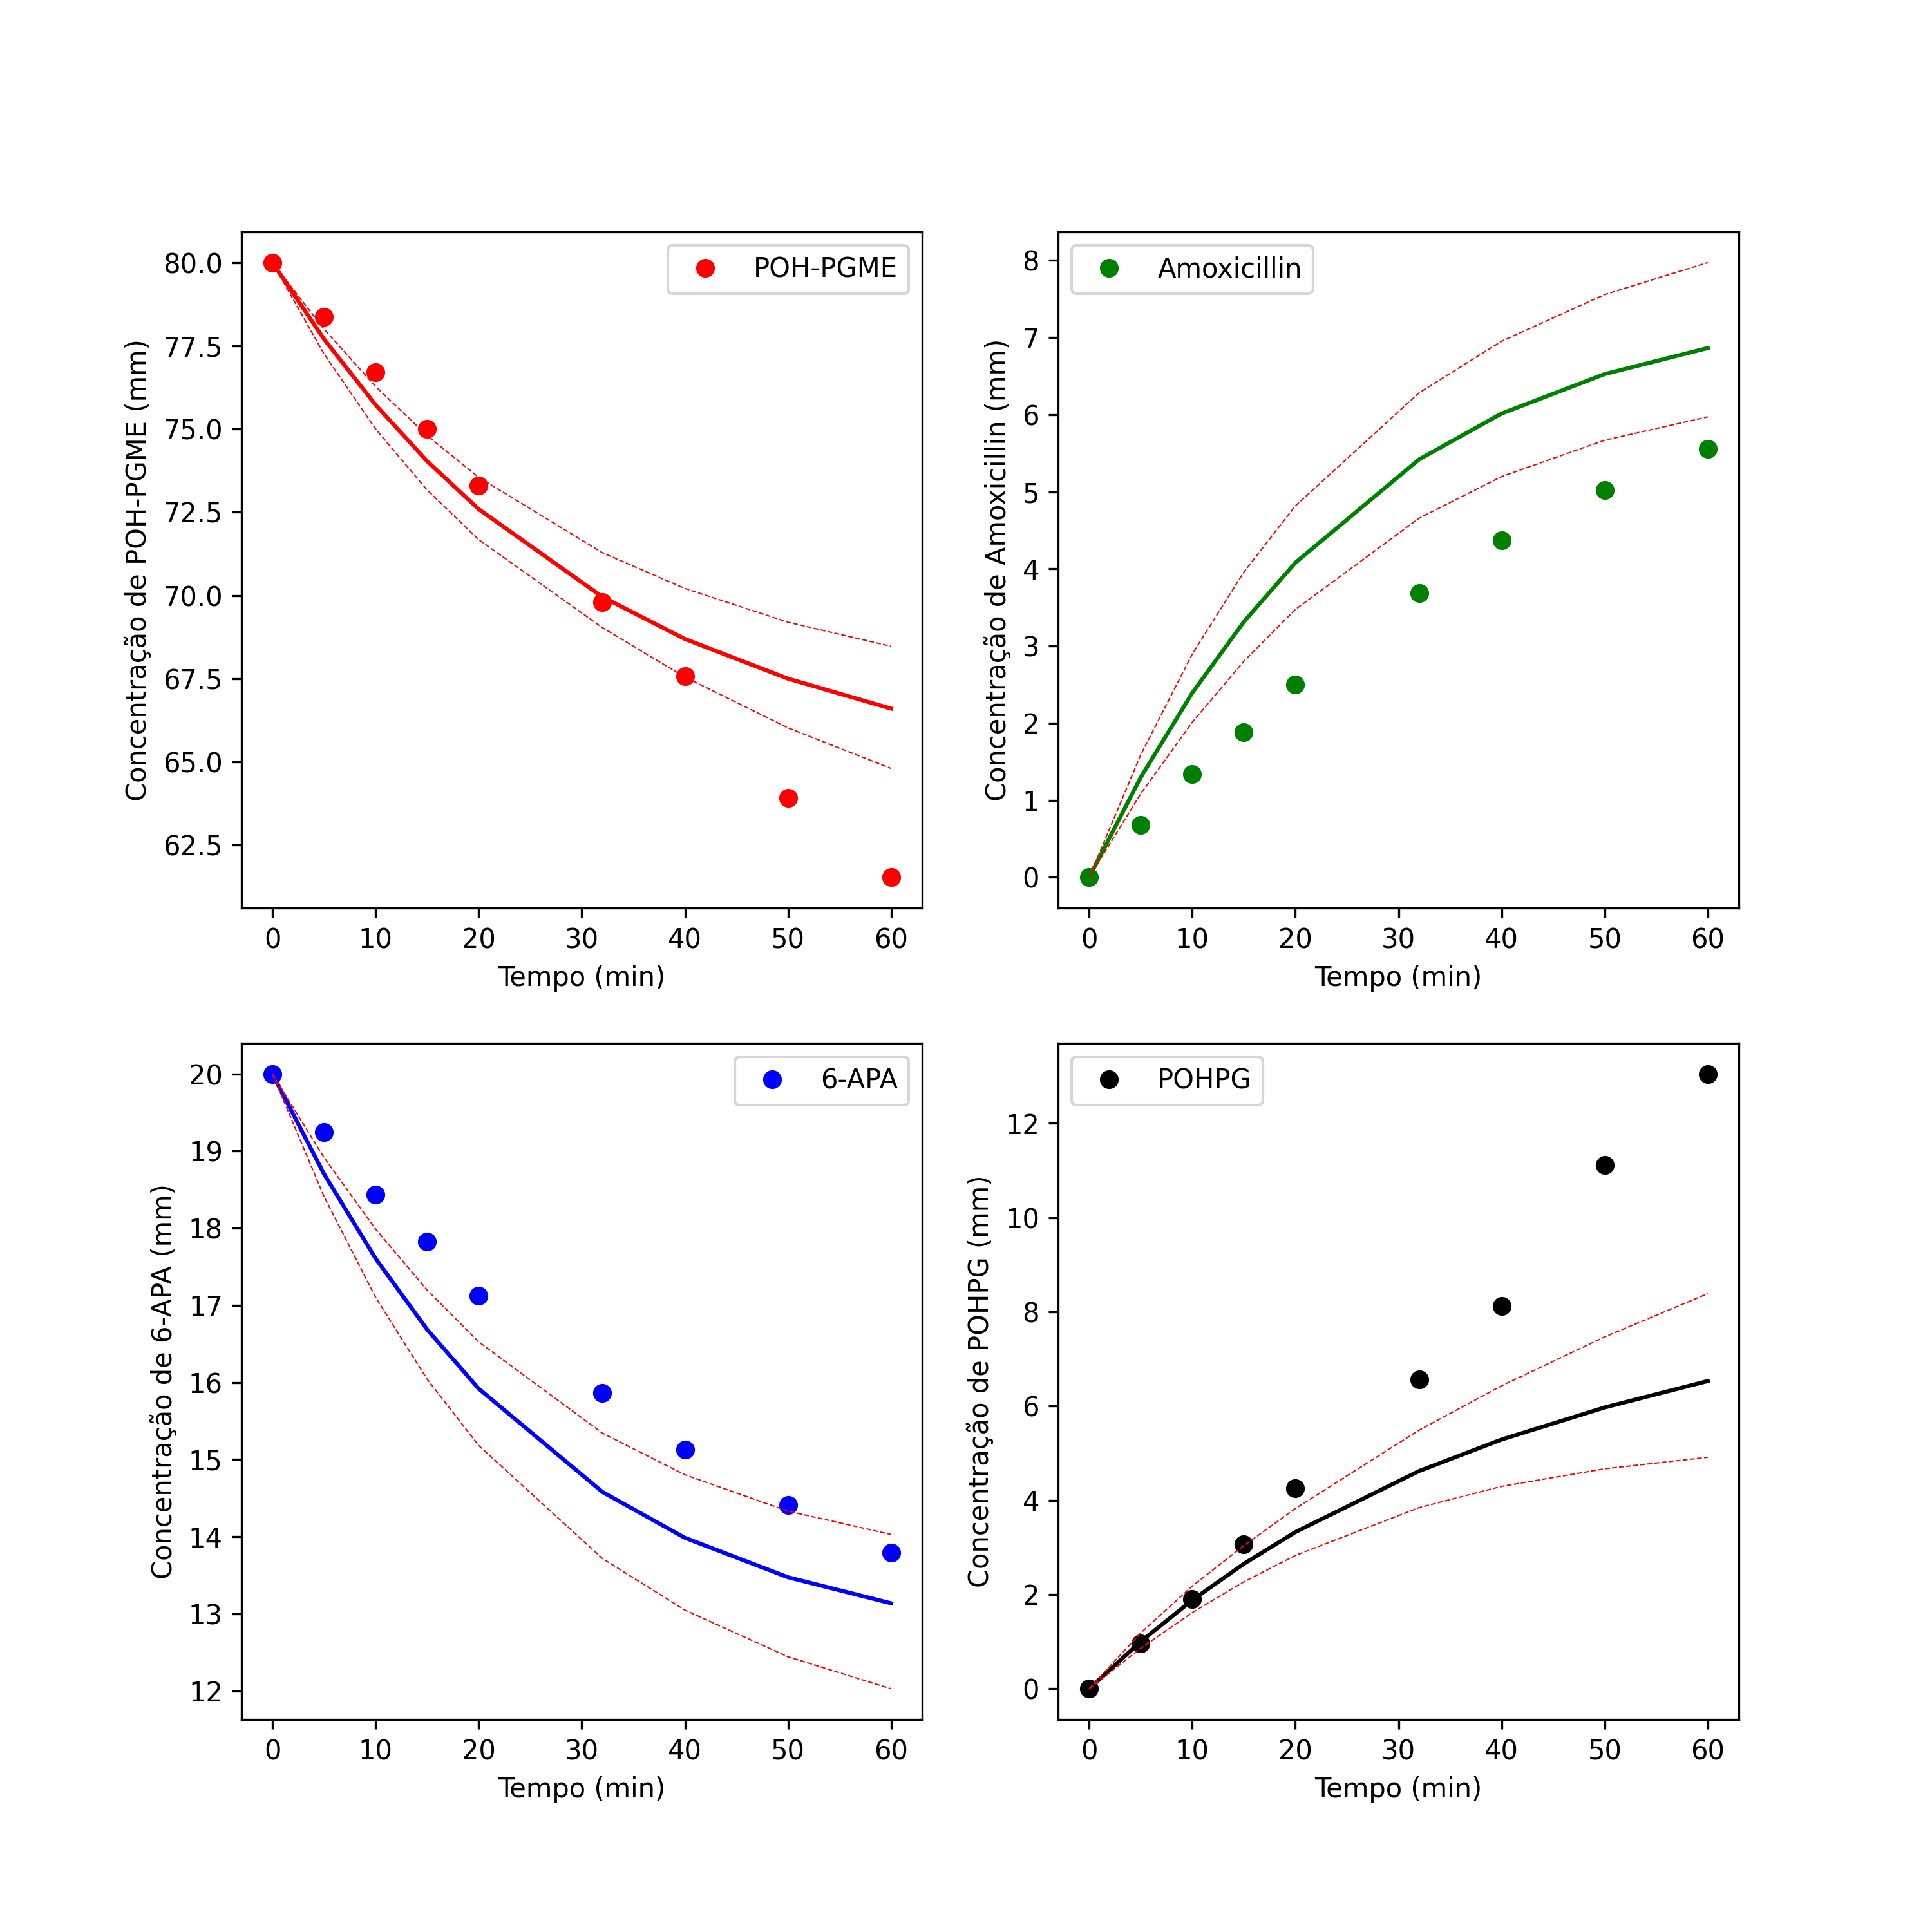 POH-PGME
Concentração de POH-PGME (mm)
80.0
77.5
75.0
72.5
70.0
67.5
65.0
62.5
0 10 20 30 40 50 60
Tempo (min)
Amoxicillin
Concentração de Amoxicillin (mm)
8
7
6
5
4
3
2
1
0
0 10 20 30 40 50 60
Tempo (min)
6-APA
Concentração de 6-APA (mm)
20
19
18
17
16
15
14
13
12
0 10 20 30 40 50 60
Tempo (min)
POHPG
Concentração de POHPG (mm)
12
10
8
6
4
2
0
0 10 20 30 40 50 60
Tempo (min)